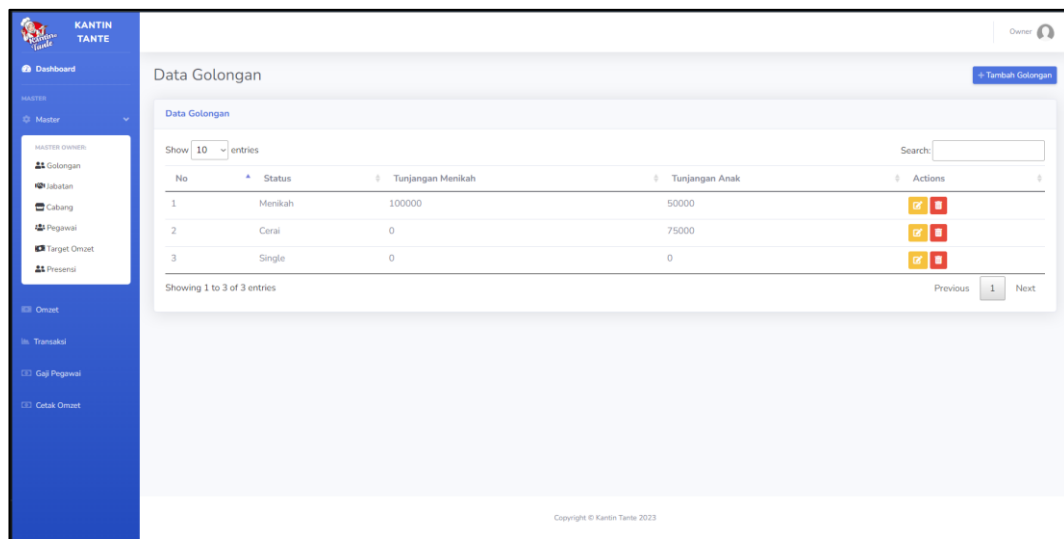 Kantin Tante
KANTIN
TANTE
Owner
Dashboard
MASTER
Master
MASTER OWNER:
Golongan
Jabatan
Cabang
Pegawai
Target Omzet
Presensi
Omzet
Transaksi
Gaji Pegawai
Cetak Omzet
Data Golongan
+ Tambah Golongan
Data Golongan
Show 10 entries
Search:
No Status Tunjangan Menikah Tunjangan Anak Actions
1 Menikah 100000 50000
2 Cerai 0 75000
3 Single 0 0
Showing 1 to 3 of 3 entries
Previous 1 Next
Copyright © Kantin Tante 2023